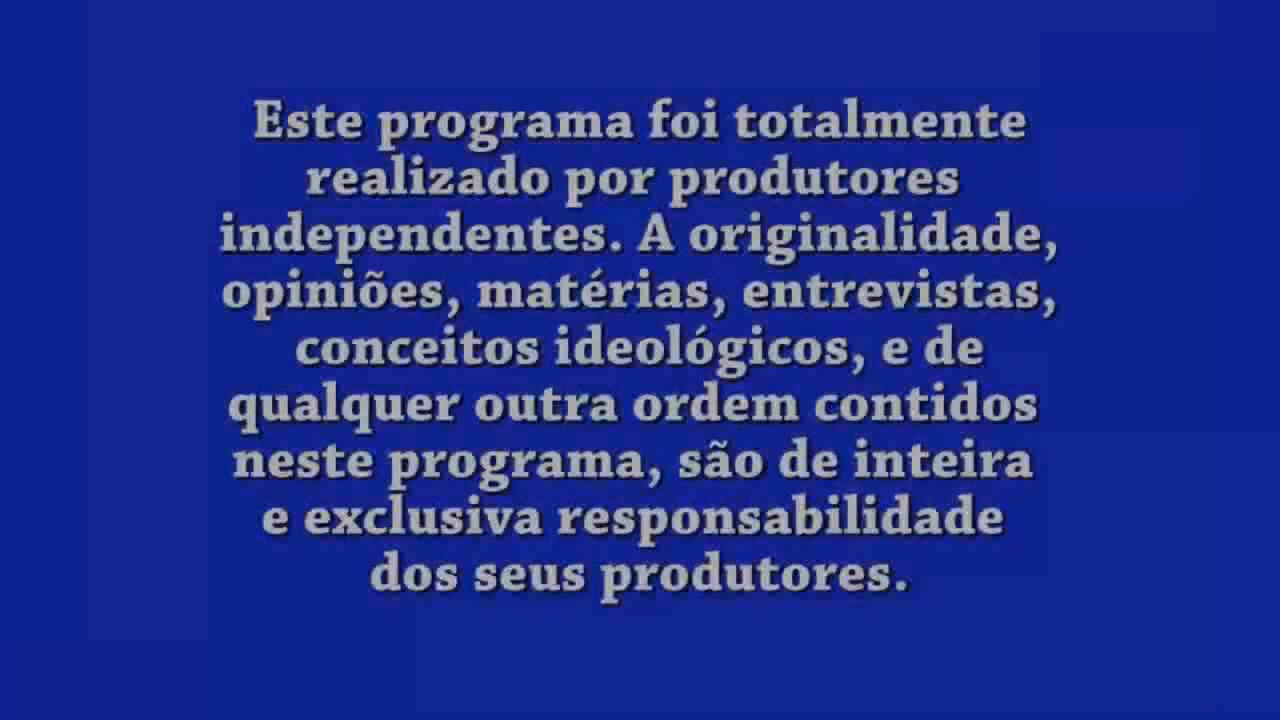 Este programa foi totalmente
realizado por produtores
independentes. A originalidade,
opiniões, matérias, entrevistas,
conceitos ideológicos, e de
qualquer outra ordem contidos
neste programa, são de inteira
e exclusiva responsabilidade
dos seus produtores.